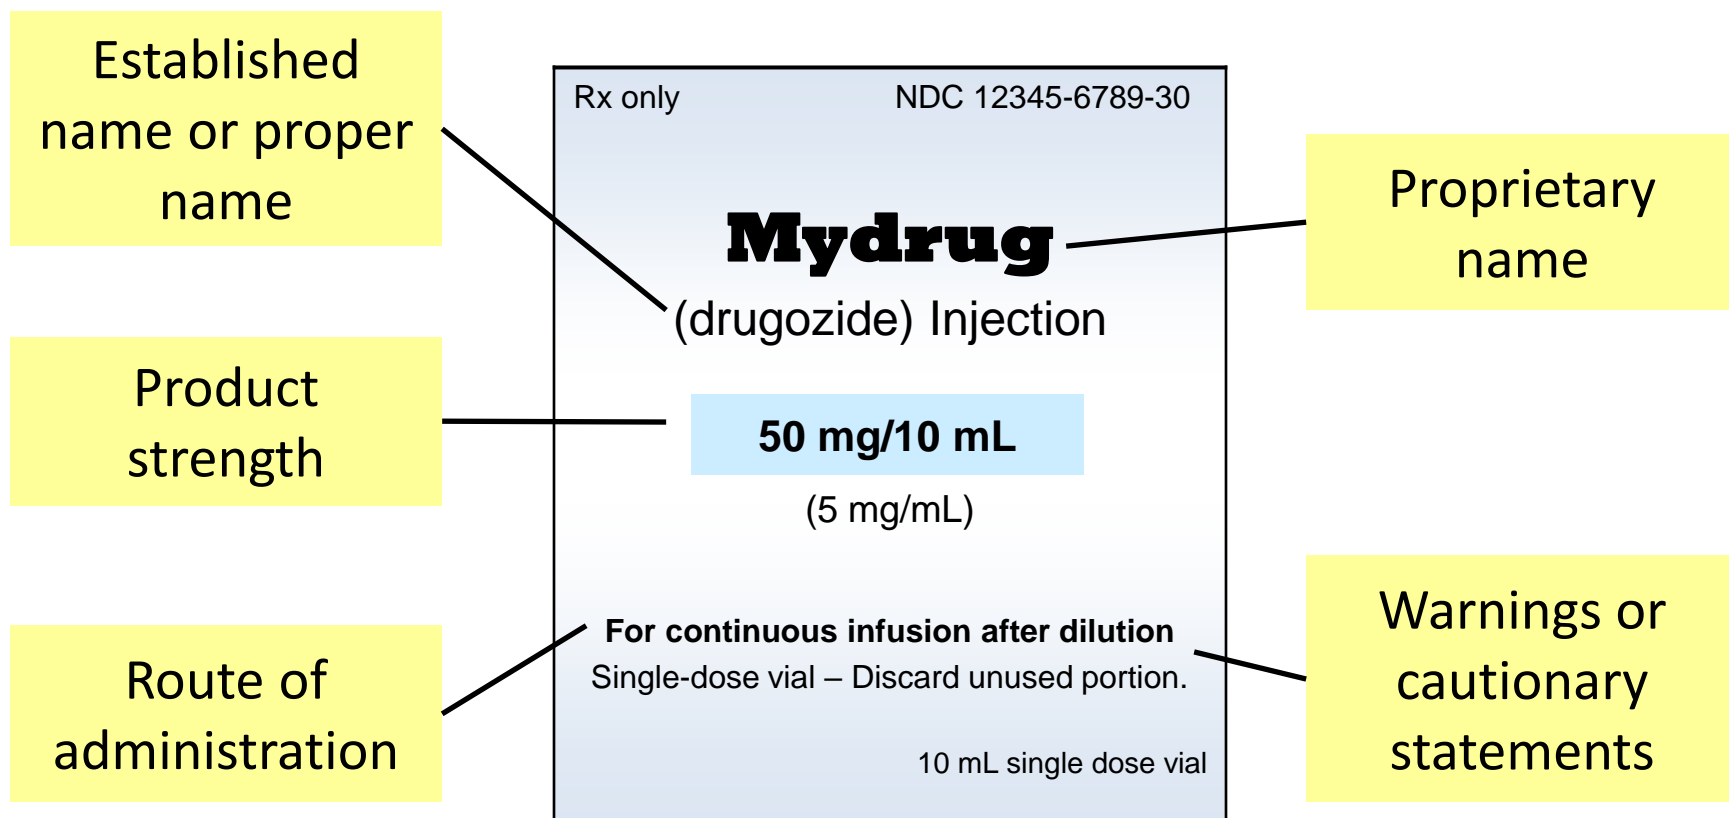 Established
name or proper
name
Product
strength
Route of
administration
Rx only NDC 12345-6789-30
Mydrug
(drugozide) Injection
50 mg/10 mL
(5 mg/mL)
For continuous infusion after dilution
Single-dose vial – Discard unused portion.
10 mL single dose vial
Proprietary
name
Warnings or
cautionary
statements